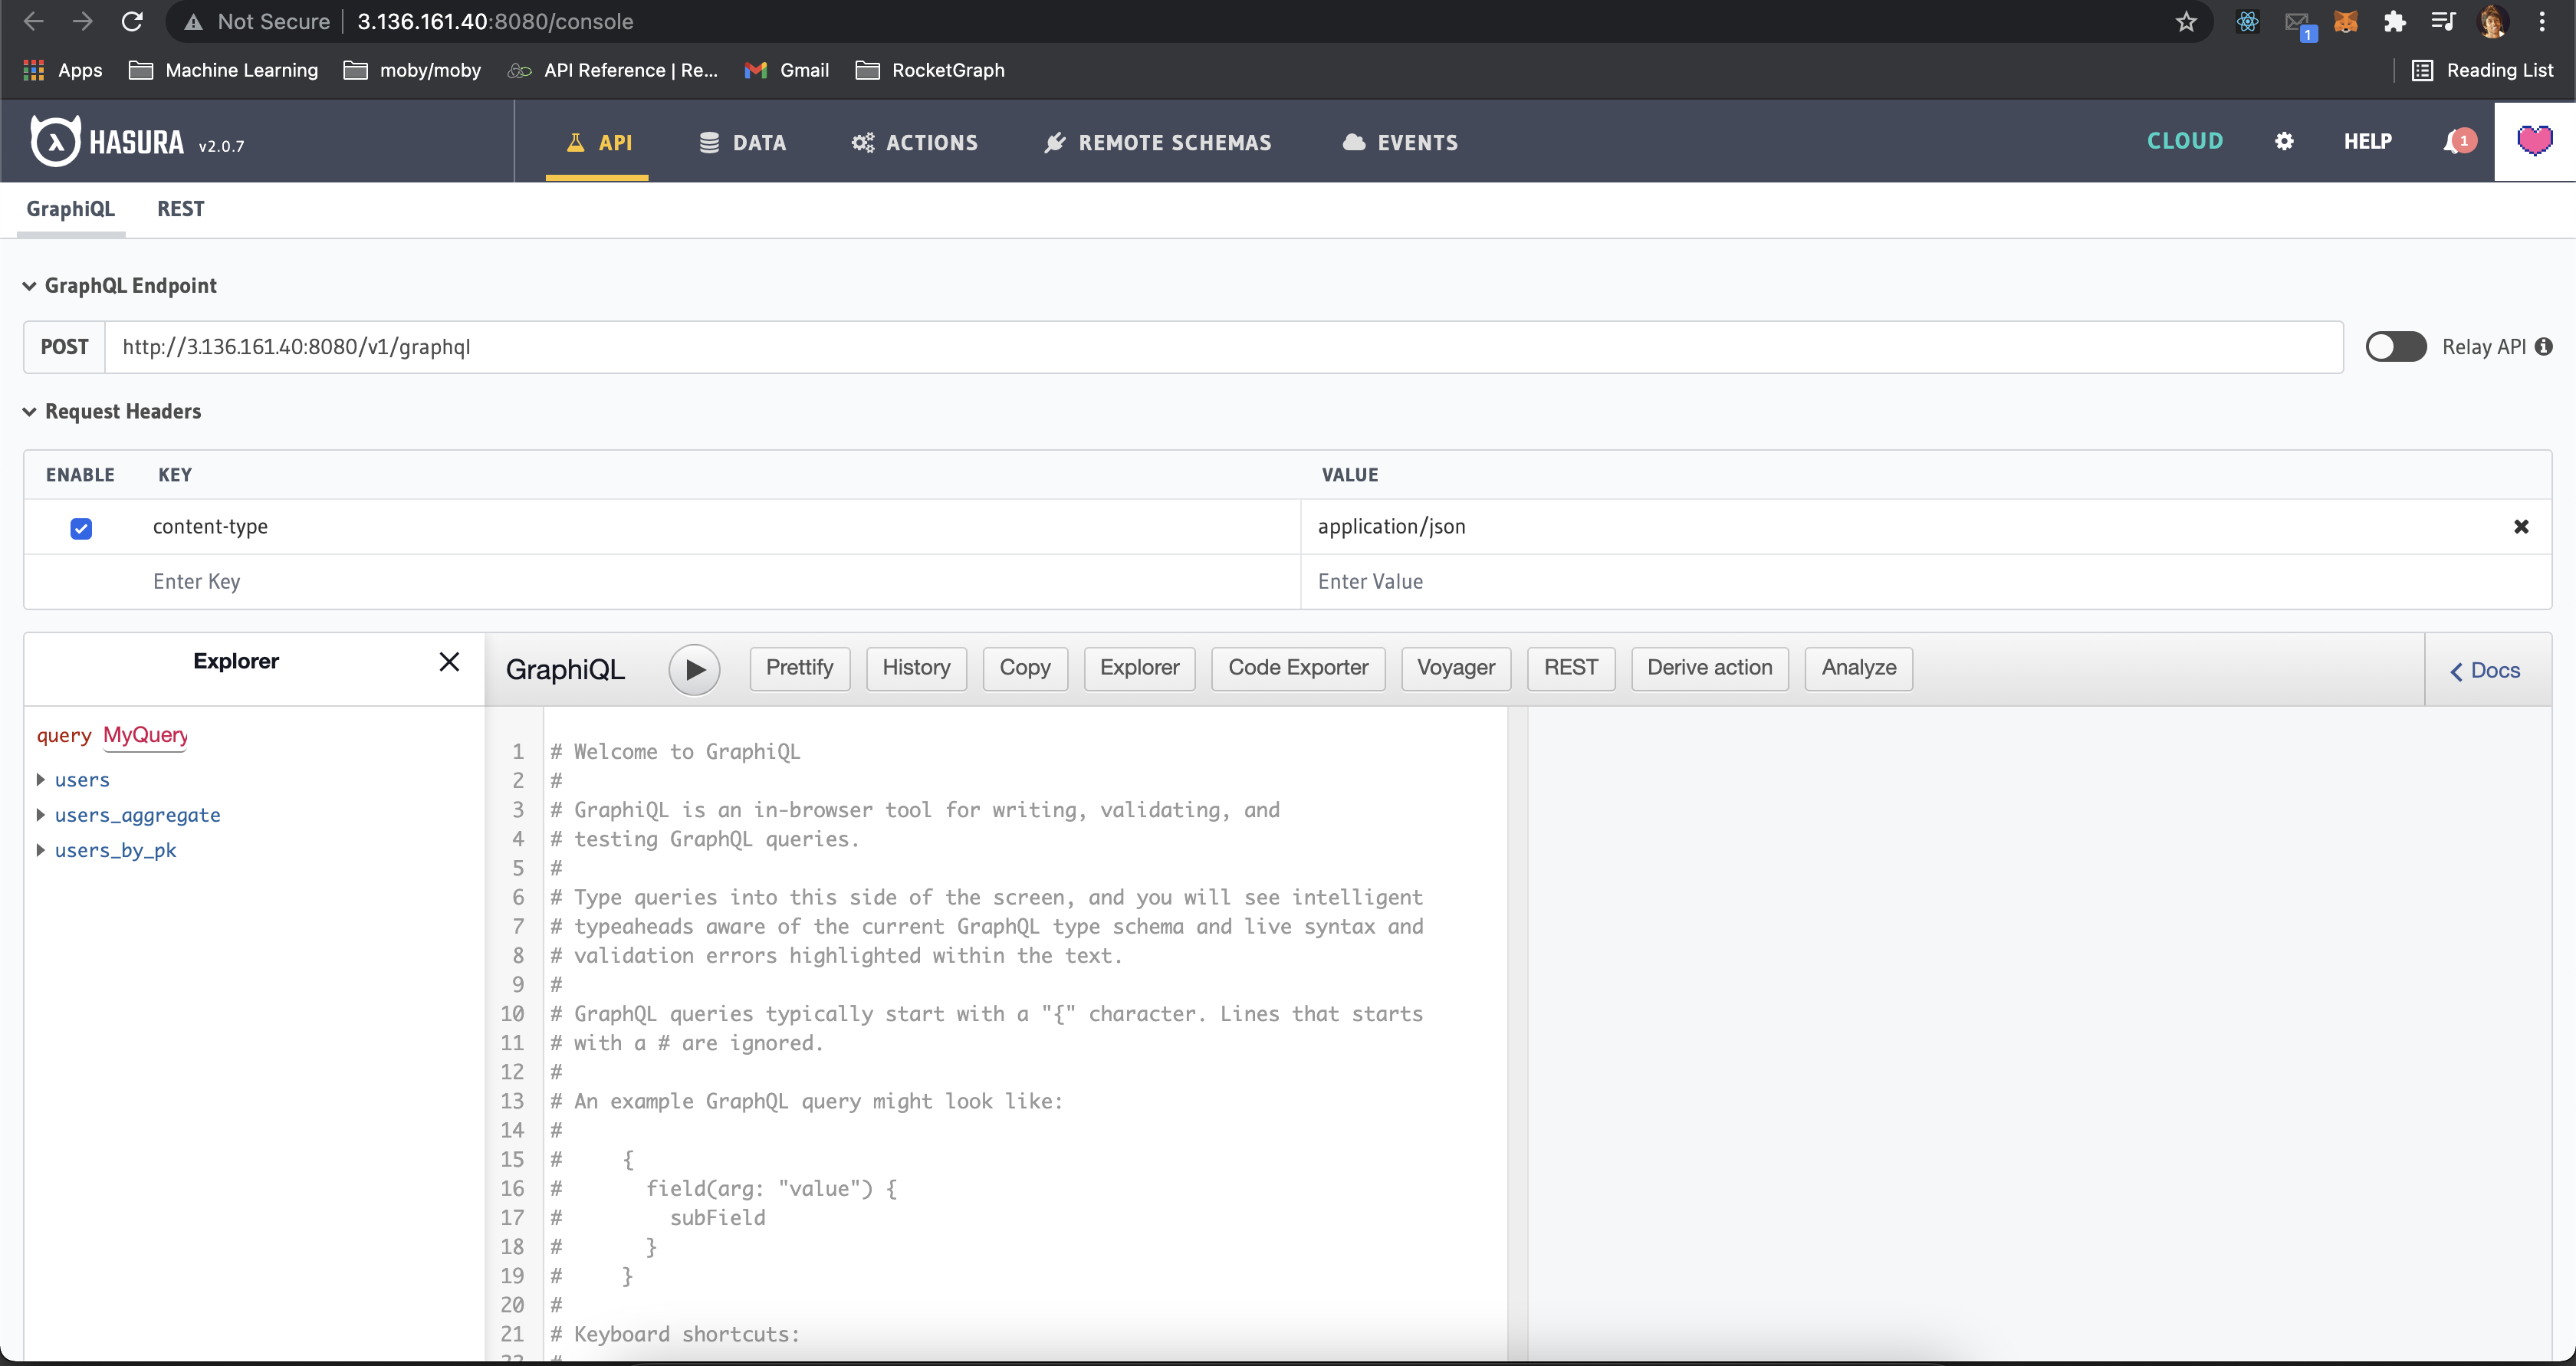 Not Secure 3.136.161.40:8080/console
1
Apps Machine Learning moby/moby API Reference | Re... Gmail RocketGraph Reading List
HASURA v2.0.7 API DATA ACTIONS REMOTE SCHEMAS EVENTS CLOUD HELP 1
GraphiQL REST
GraphQL Endpoint
POST http://3.136.161.40:8080/v1/graphql Relay API
Request Headers
ENABLE KEY VALUE
content-type application/json
Enter Key Enter Value
Explorer GraphiQL Prettify History Copy Explorer Code Exporter Voyager REST Derive action Analyze Docs
query MyQuery
users
users_aggregate
users_by_pk
1 # Welcome to GraphiQL
2 #
3 # GraphiQL is an in-browser tool for writing, validating, and
4 # testing GraphQL queries.
5 #
6 # Type queries into this side of the screen, and you will see intelligent
7 # typeaheads aware of the current GraphQL type schema and live syntax and
8 # validation errors highlighted within the text.
9 #
10 # GraphQL queries typically start with a "{" character. Lines that starts
11 # with a # are ignored.
12 #
13 # An example GraphQL query might look like:
14 #
15 #     {
16 #       field(arg: "value") {
17 #         subField
18 #       }
19 #     }
20 #
21 # Keyboard shortcuts: